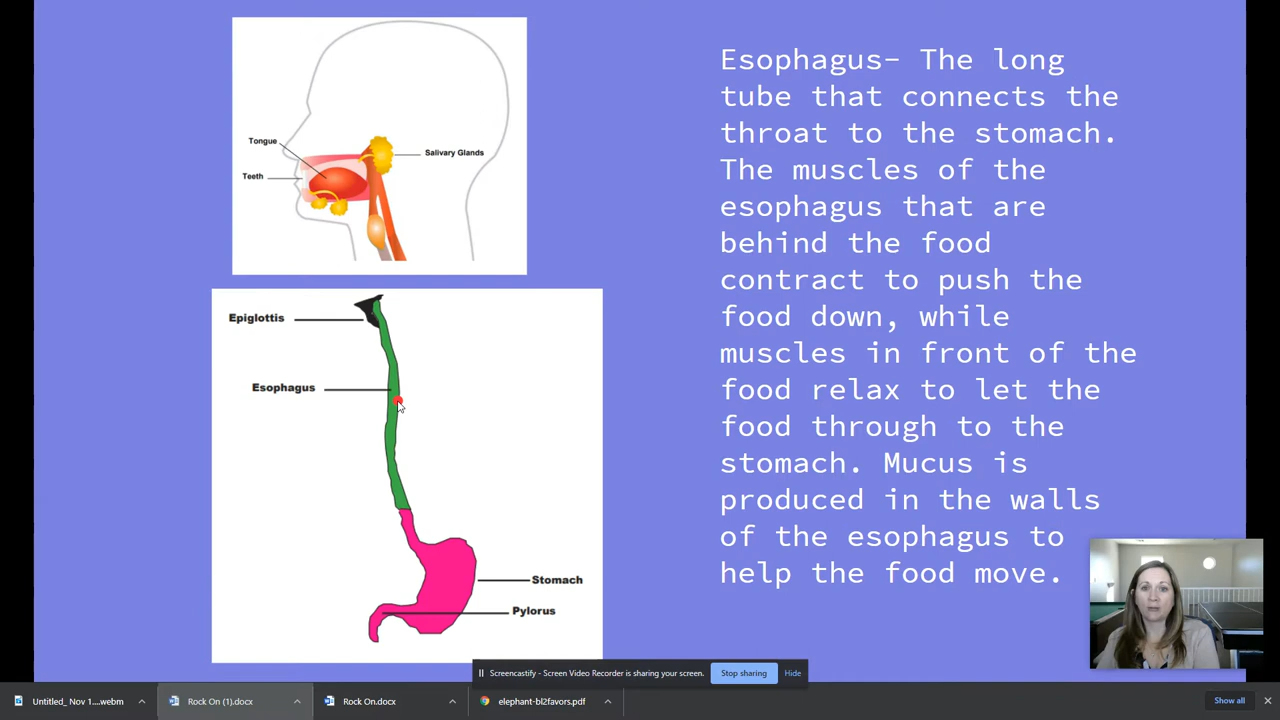 Tongue
Teeth
Salivary Glands
Epiglottis
Esophagus
Stomach
Pylorus
Esophagus- The long
tube that connects the
throat to the stomach.
The muscles of the
esophagus that are
behind the food
contract to push the
food down, while
muscles in front of the
food relax to let the
food through to the
stomach. Mucus is
produced in the walls
of the esophagus to
help the food move.
Screencastify - Screen Video Recorder is sharing your screen.
Stop sharing
Hide
Untitled_ Nov 1....webm
Rock On (1).docx
Rock On.docx
elephant-bl2favors.pdf
Show all